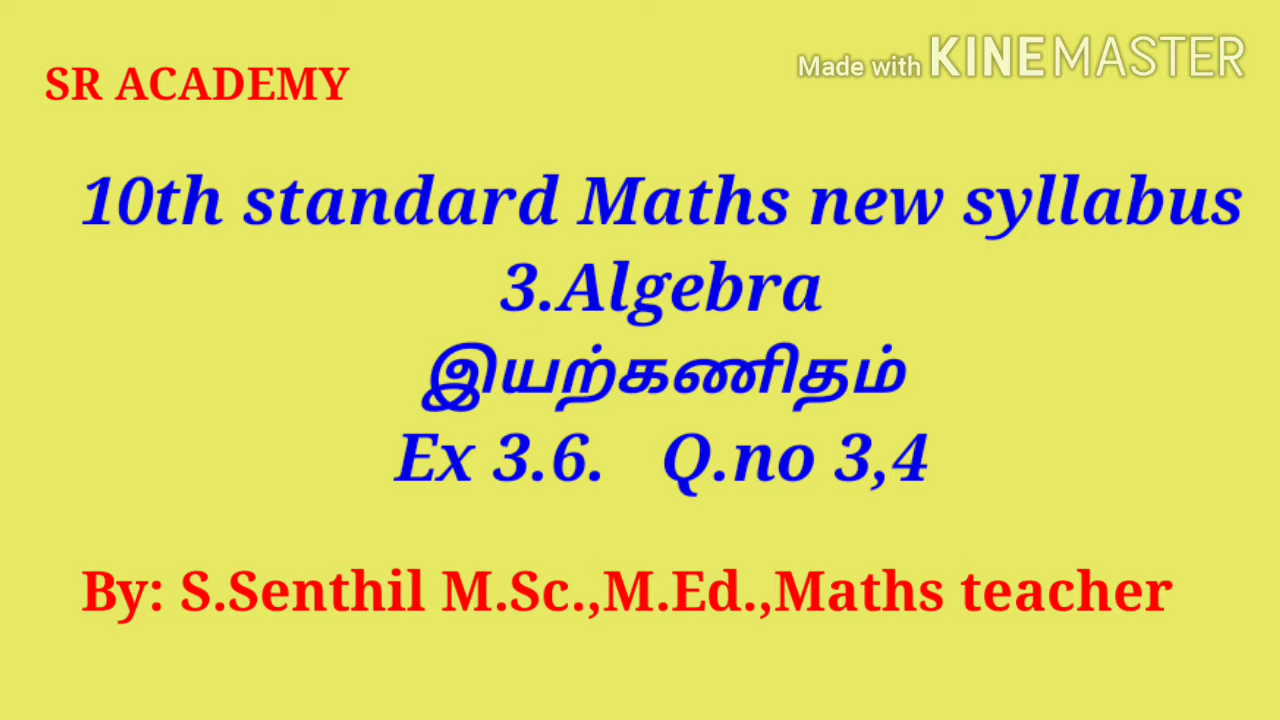 SR ACADEMY
Made with KINEMASTER
10th standard Maths new syllabus
3.Algebra
இயற்கணிதம்
Ex 3.6. Q.no 3,4
By: S.Senthil M.Sc.,M.Ed.,Maths teacher